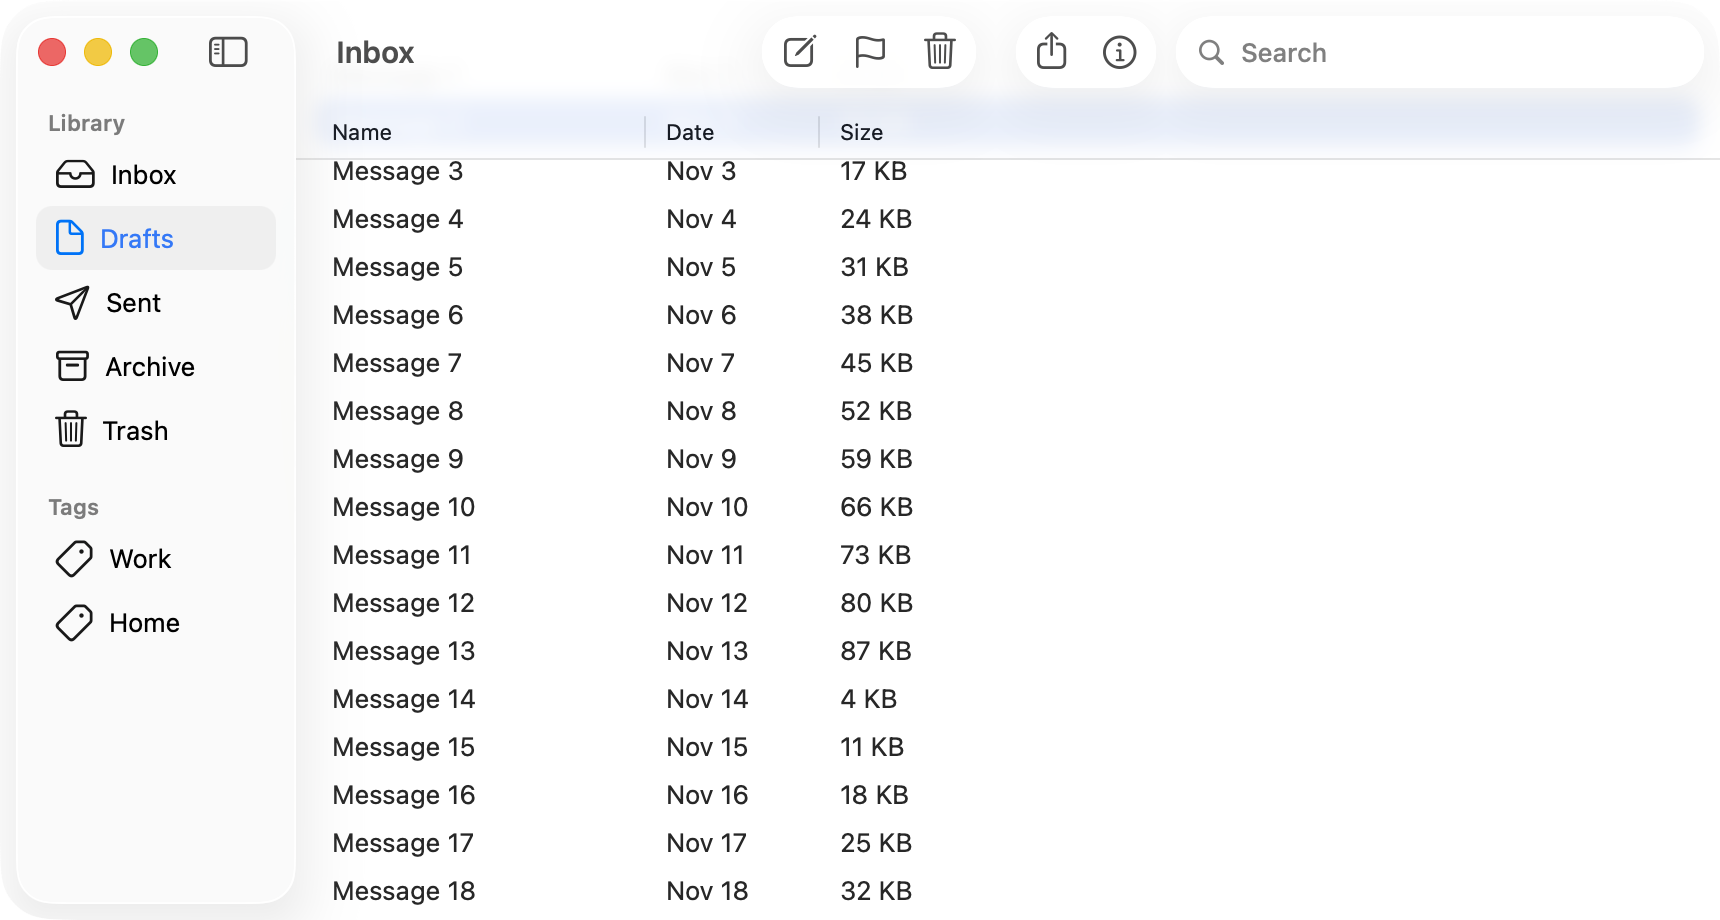 Inbox
Search
Library
Inbox
Drafts
Sent
Archive
Trash
Tags
Work
Home
Name Date Size
Message 3 Nov 3 17 KB
Message 4 Nov 4 24 KB
Message 5 Nov 5 31 KB
Message 6 Nov 6 38 KB
Message 7 Nov 7 45 KB
Message 8 Nov 8 52 KB
Message 9 Nov 9 59 KB
Message 10 Nov 10 66 KB
Message 11 Nov 11 73 KB
Message 12 Nov 12 80 KB
Message 13 Nov 13 87 KB
Message 14 Nov 14 4 KB
Message 15 Nov 15 11 KB
Message 16 Nov 16 18 KB
Message 17 Nov 17 25 KB
Message 18 Nov 18 32 KB